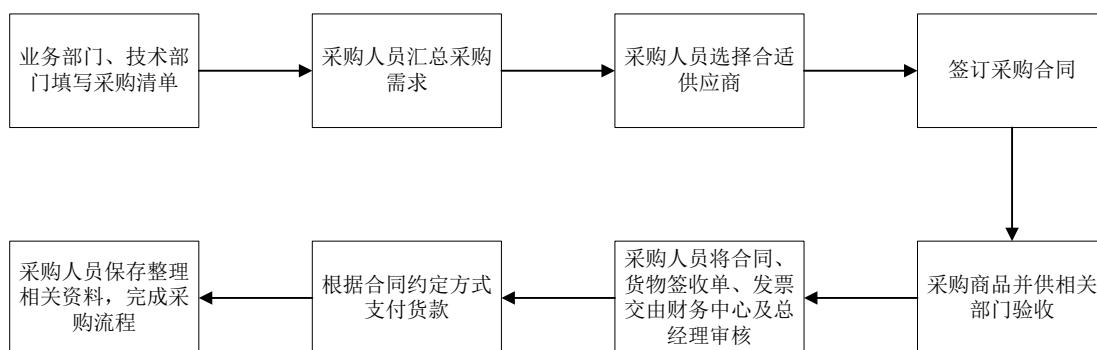 业务部门、技术部
门填写采购清单
采购人员汇总采购
需求
采购人员选择合适
供应商
签订采购合同
采购人员保存整理
相关资料，完成采
购流程
根据合同约定方式
支付货款
采购人员将合同、
货物签收单、发票
交由财务中心及总
经理审核
采购商品并供相关
部门验收